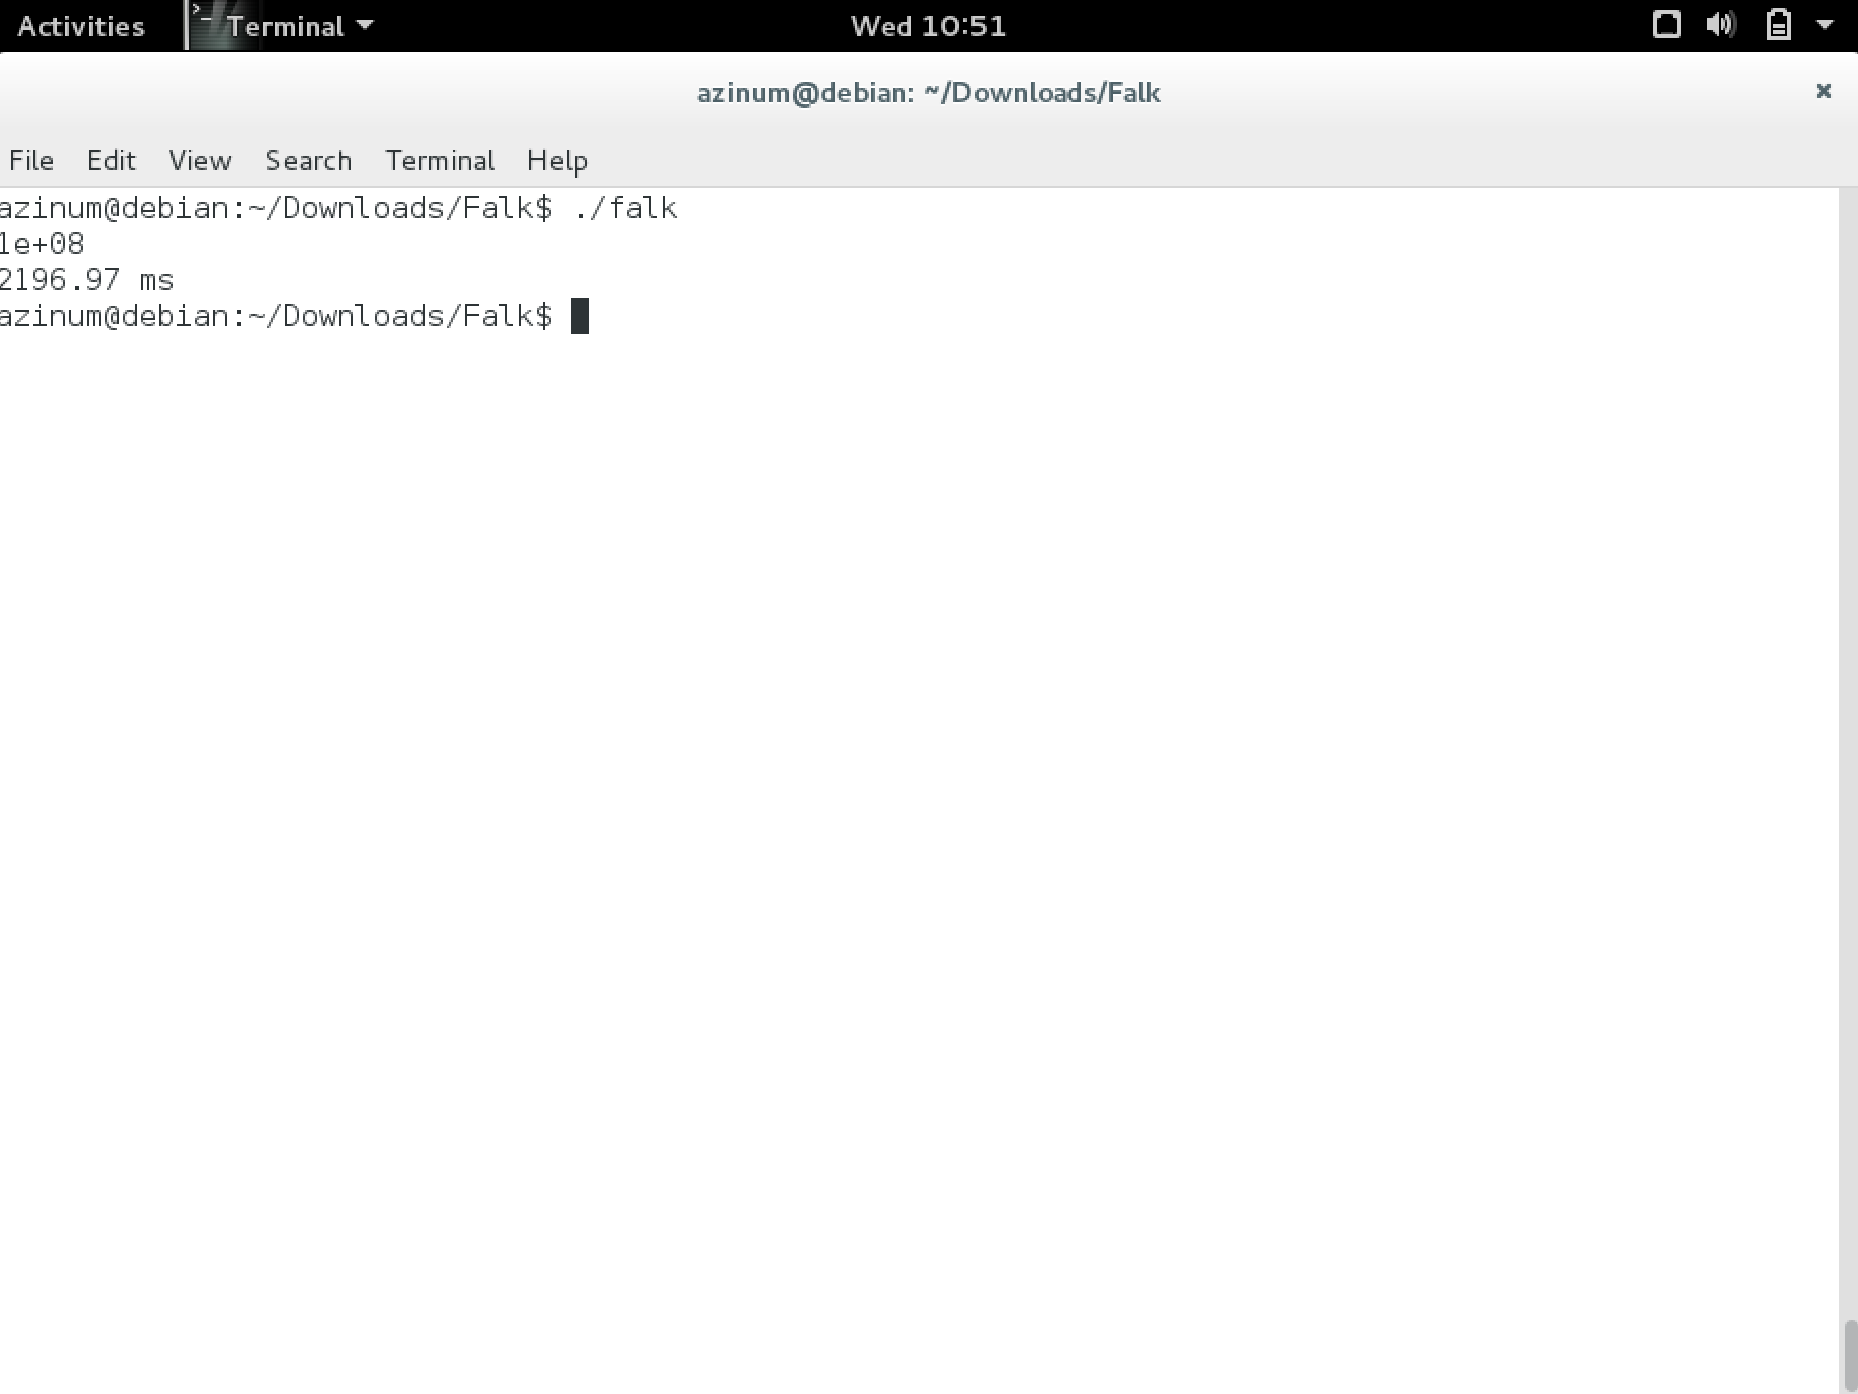 Activities Terminal Wed 10:51
azinum@debian: ~/Downloads/Falk ×
File Edit View Search Terminal Help
azinum@debian:~/Downloads/Falk$ ./falk
1e+08
2196.97 ms
azinum@debian:~/Downloads/Falk$